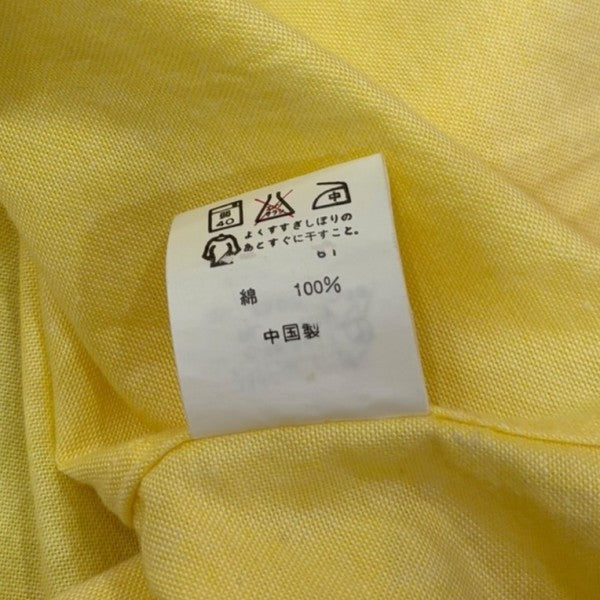 40
中
よくすすぎしぼりの
あとすぐに干すこと。
61
綿 100%
中国製